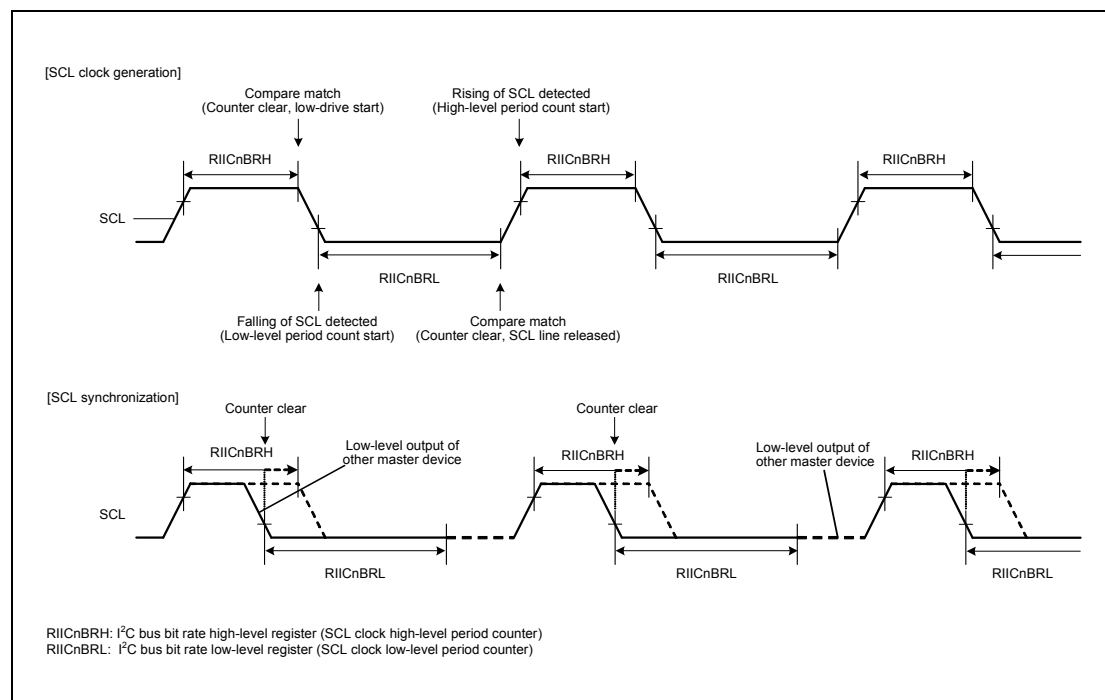 [SCL clock generation]
Compare match
(Counter clear, low-drive start)
Rising of SCL detected
(High-level period count start)
RIICnBRH
RIICnBRH
RIICnBRH
SCL
RIICnBRL
RIICnBRL
Falling of SCL detected
(Low-level period count start)
Compare match
(Counter clear, SCL line released)
[SCL synchronization]
Counter clear
Counter clear
RIICnBRH
Low-level output of
other master device
RIICnBRH
Low-level output of
other master device
RIICnBRH
SCL
RIICnBRL
RIICnBRL
RIICnBRL
RIICnBRH: I²C bus bit rate high-level register (SCL clock high-level period counter)
RIICnBRL: I²C bus bit rate low-level register (SCL clock low-level period counter)